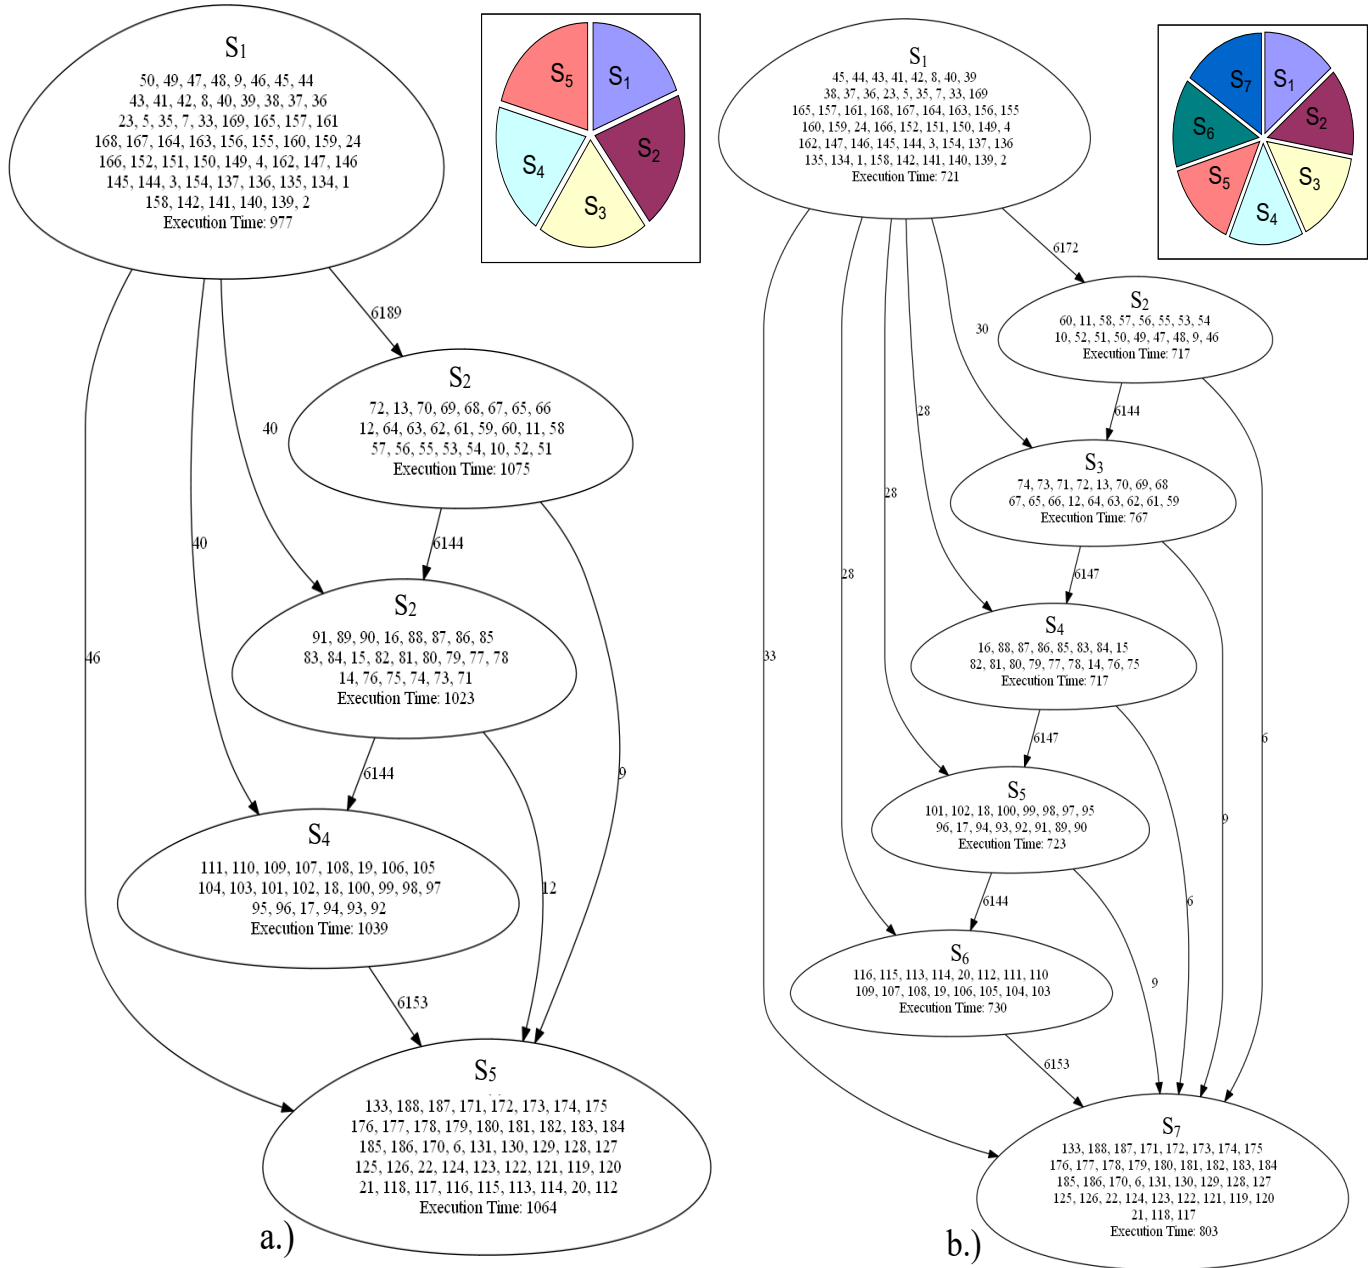 S1
50, 49, 47, 48, 9, 46, 45, 44
43, 41, 42, 8, 40, 39, 38, 37, 36
23, 5, 35, 7, 33, 169, 165, 157, 161
168, 167, 164, 163, 156, 155, 160, 159, 24
166, 152, 151, 150, 149, 4, 162, 147, 146
145, 144, 3, 154, 137, 136, 135, 134, 1
158, 142, 141, 140, 139, 2
Execution Time: 977
S5
S1
S4
S2
S3
6189
S2
72, 13, 70, 69, 68, 67, 65, 66
12, 64, 63, 62, 61, 59, 60, 11, 58
57, 56, 55, 53, 54, 10, 52, 51
Execution Time: 1075
40
6144
40
S2
91, 89, 90, 16, 88, 87, 86, 85
83, 84, 15, 82, 81, 80, 79, 77, 78
14, 76, 75, 74, 73, 71
Execution Time: 1023
46
6144
9
S4
111, 110, 109, 107, 108, 19, 106, 105
104, 103, 101, 102, 18, 100, 99, 98, 97
95, 96, 17, 94, 93, 92
Execution Time: 1039
12
6153
S5
133, 188, 187, 171, 172, 173, 174, 175
176, 177, 178, 179, 180, 181, 182, 183, 184
185, 186, 170, 6, 131, 130, 129, 128, 127
125, 126, 22, 124, 123, 122, 121, 119, 120
21, 118, 117, 116, 115, 113, 114, 20, 112
Execution Time: 1064
a.)
S1
45, 44, 43, 41, 42, 8, 40, 39
38, 37, 36, 23, 5, 35, 7, 33, 169
165, 157, 161, 168, 167, 164, 163, 156, 155
160, 159, 24, 166, 152, 151, 150, 149, 4
162, 147, 146, 145, 144, 3, 154, 137, 136
135, 134, 1, 158, 142, 141, 140, 139, 2
Execution Time: 721
S7
S1
S6
S2
S5
S3
S4
6172
S2
60, 11, 58, 57, 56, 55, 53, 54
10, 52, 51, 50, 49, 47, 48, 9, 46
Execution Time: 717
30
6144
28
S3
74, 73, 71, 72, 13, 70, 69, 68
67, 65, 66, 12, 64, 63, 62, 61, 59
Execution Time: 767
28
6147
28
S4
16, 88, 87, 86, 85, 83, 84, 15
82, 81, 80, 79, 77, 78, 14, 76, 75
Execution Time: 717
33
6147
6
S5
101, 102, 18, 100, 99, 98, 97, 95
96, 17, 94, 93, 92, 91, 89, 90
Execution Time: 723
9
6144
6
S6
116, 115, 113, 114, 20, 112, 111, 110
109, 107, 108, 19, 106, 105, 104, 103
Execution Time: 730
9
6153
S7
133, 188, 187, 171, 172, 173, 174, 175
176, 177, 178, 179, 180, 181, 182, 183, 184
185, 186, 170, 6, 131, 130, 129, 128, 127
125, 126, 22, 124, 123, 122, 121, 119, 120
21, 118, 117
Execution Time: 803
b.)